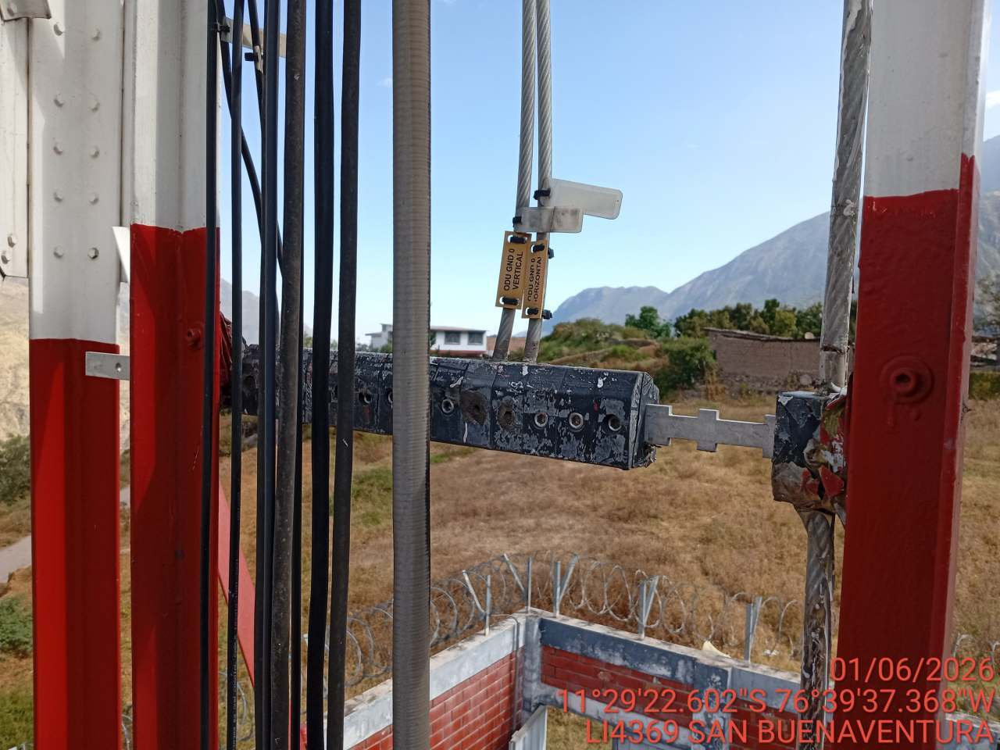 ODU GND 0
VERTICAL
ODU GND 0
HORIZONTAL
01/06/2026
11°29'22.602"S 76°39'37.368"W
LI4369 SAN BUENAVENTURA